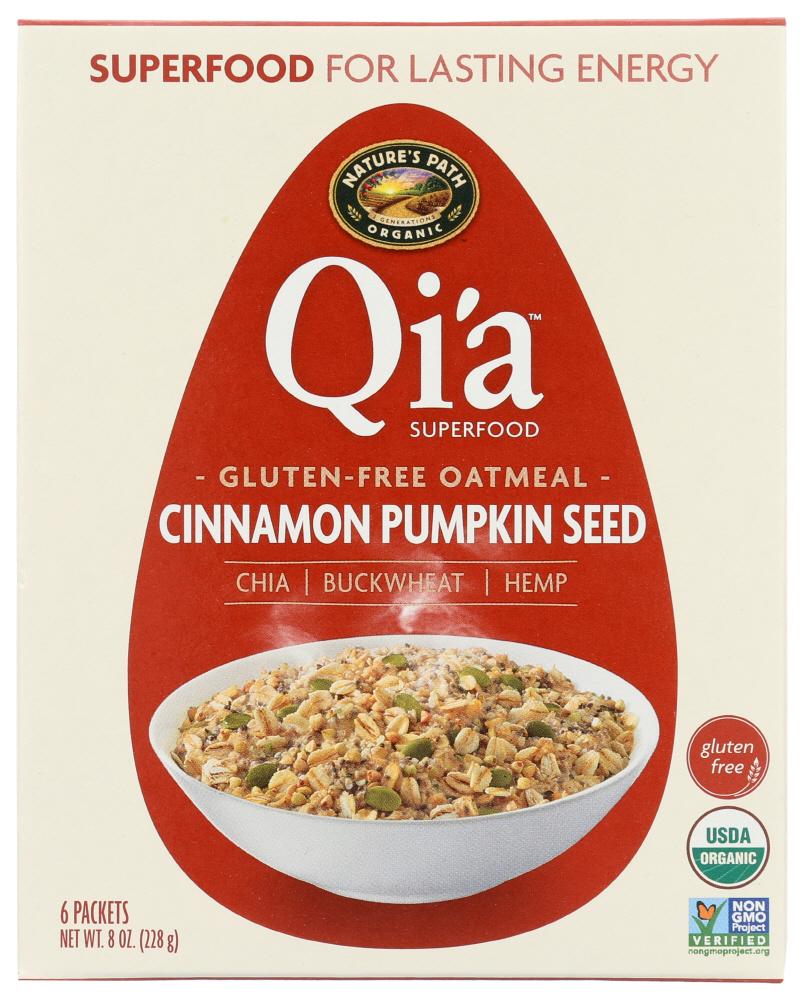 SUPERFOOD FOR LASTING ENERGY
NATURE'S PATH
GENERATIONS
ORGANIC
Qi'a™
SUPERFOOD
- GLUTEN-FREE OATMEAL -
CINNAMON PUMPKIN SEED
CHIA | BUCKWHEAT | HEMP
gluten
free
USDA
ORGANIC
NON
GMO
Project
VERIFIED
nongmoproject.org
6 PACKETS
NET WT. 8 OZ. (228 g)